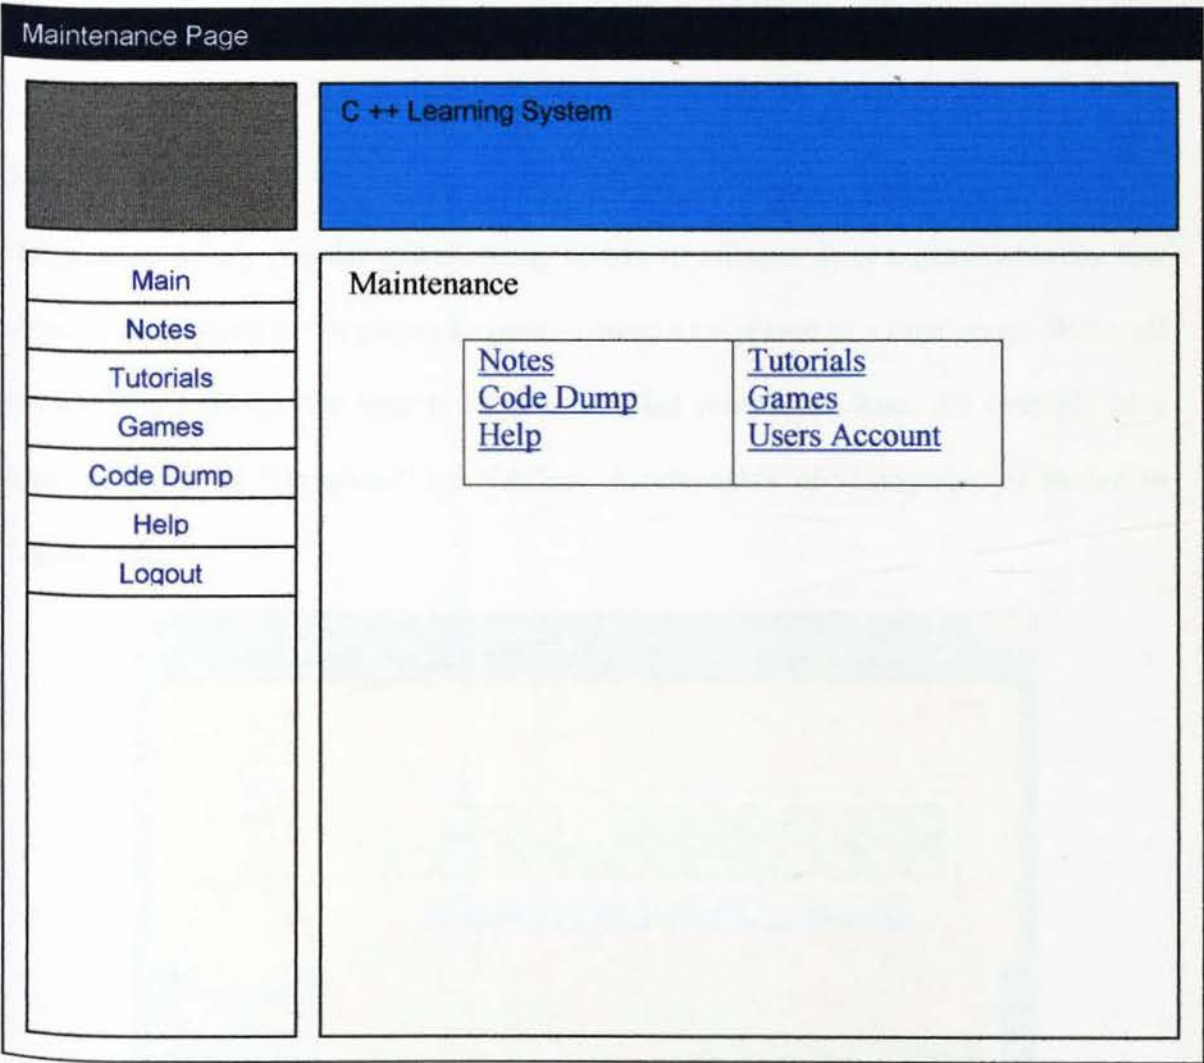 Maintenance Page
C ++ Learning System
Main
Notes
Tutorials
Games
Code Dump
Help
Logout
Maintenance
Notes
Code Dump
Help
Tutorials
Games
Users Account